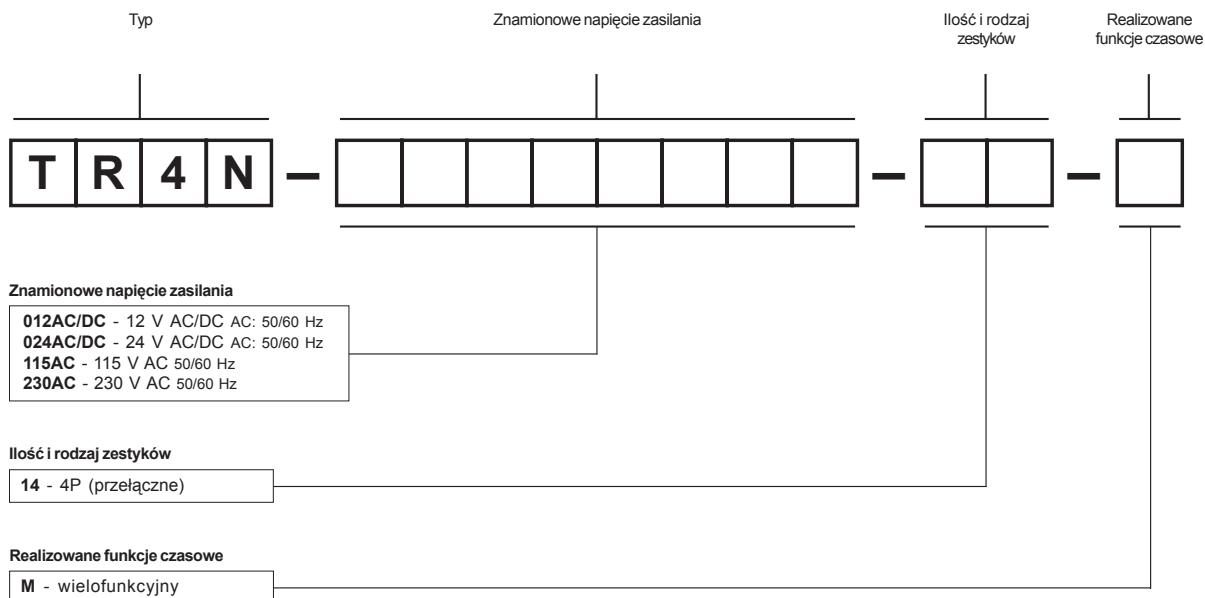 Typ
Znamionowe napięcie zasilania
Ilość i rodzaj
zestyków
Realizowane
funkcje czasowe
T R 4 N – –  –
Znamionowe napięcie zasilania
012AC/DC - 12 V AC/DC AC: 50/60 Hz
024AC/DC - 24 V AC/DC AC: 50/60 Hz
115AC - 115 V AC 50/60 Hz
230AC - 230 V AC 50/60 Hz
Ilość i rodzaj zestyków
14 - 4P (przełączne)
Realizowane funkcje czasowe
M - wielofunkcyjny